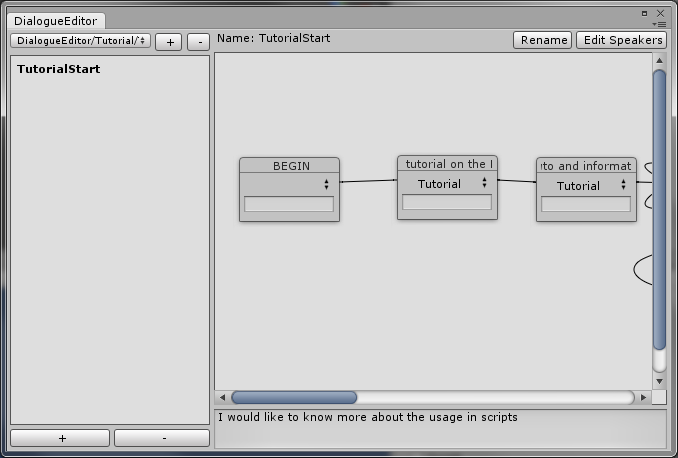 DialogueEditor
DialogueEditor/Tutorial/
+ -
Name: TutorialStart
Rename
Edit Speakers
TutorialStart
BEGIN
tutorial on the
Tutorial
and informat
Tutorial
I would like to know more about the usage in scripts
+ -